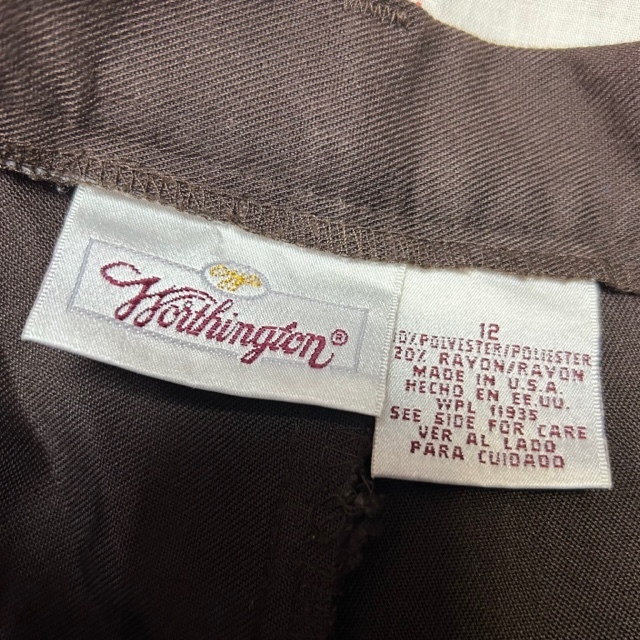 Worthington®
12
0% POLYESTER/POLIESTER
20% RAYON/RAYON
MADE IN U.S.A.
HECHO EN EE.UU.
WPL 11935
SEE SIDE FOR CARE
VER AL LADO
PARA CUIDADO